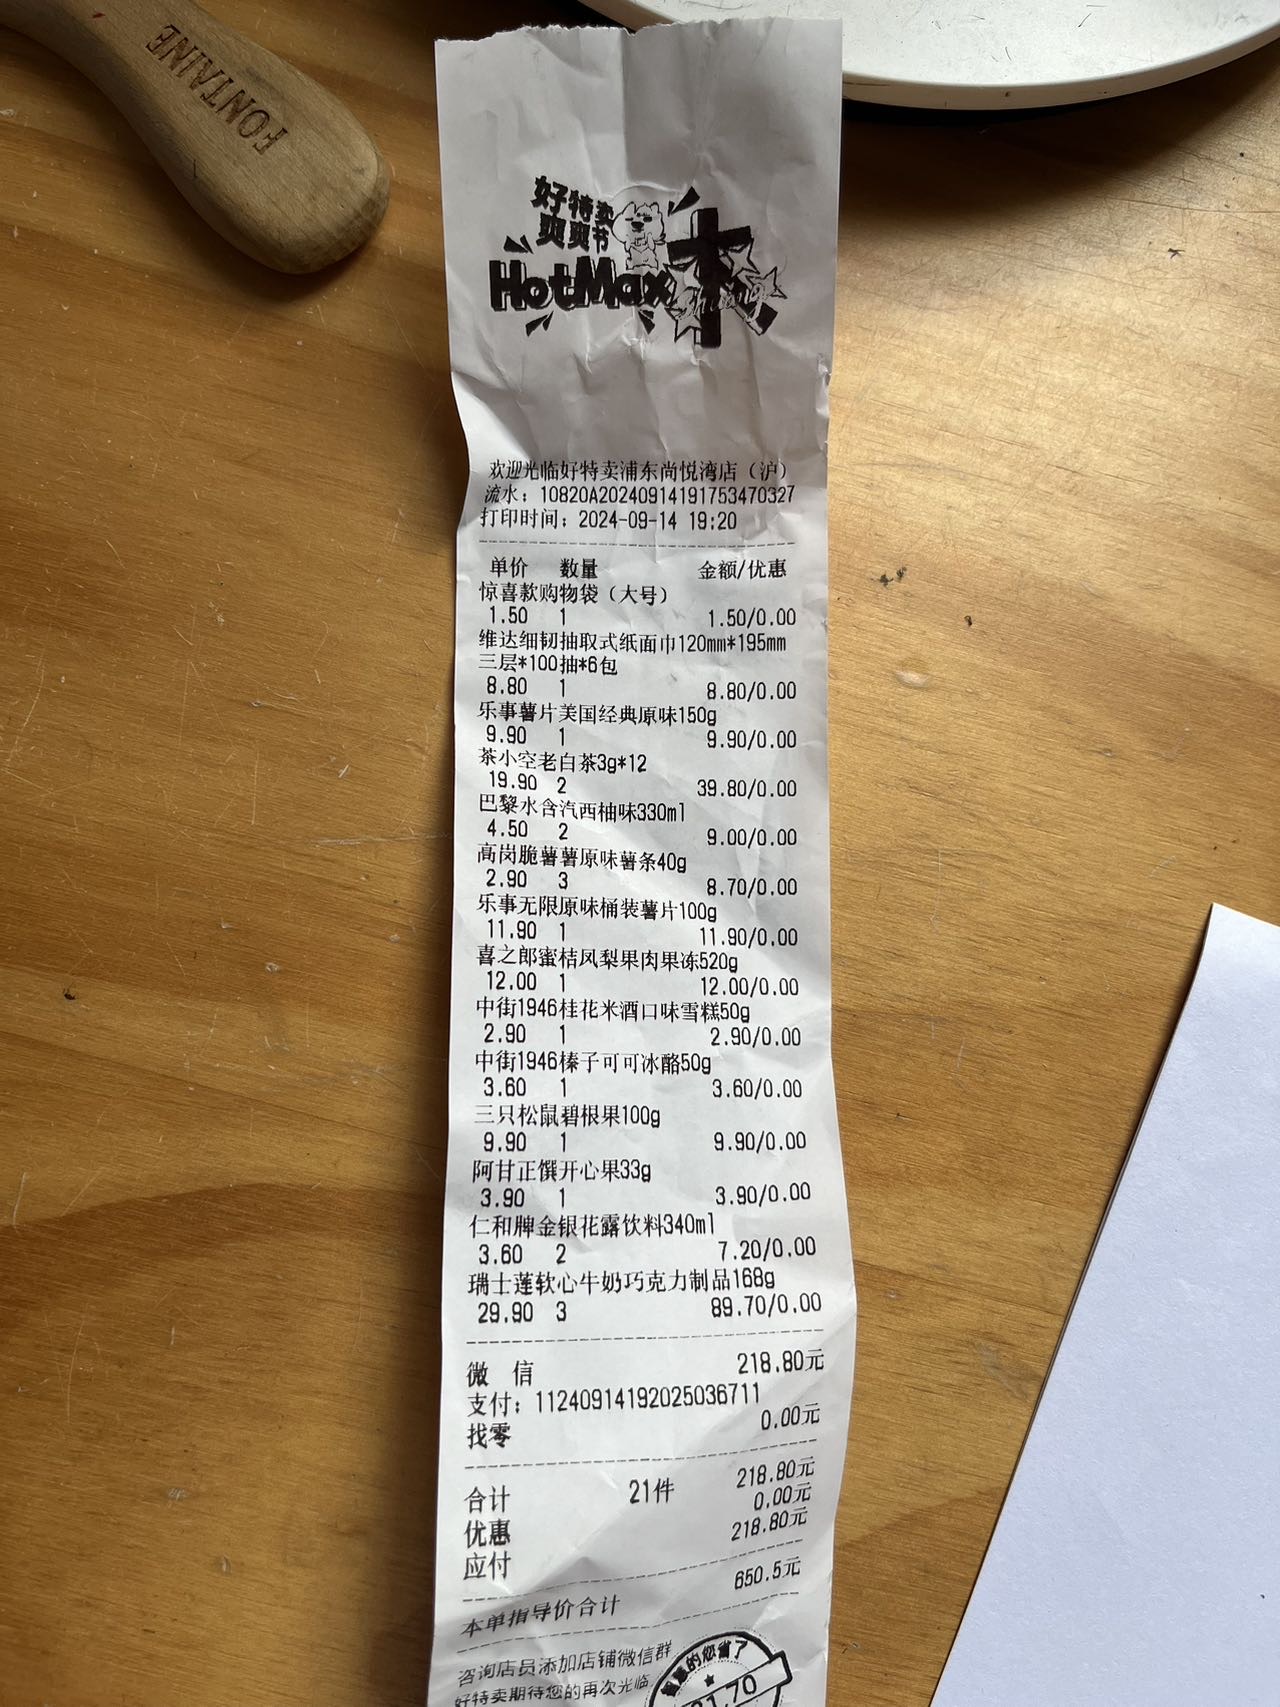 FONTAINE
好特卖
爽爽节
HotMax
大
shuang
欢迎光临好特卖浦东尚悦湾店（沪）
流水：10820A202409141917534703​27
打印时间：2024-09-14 19:20
单价 数量 金额/优惠
惊喜款购物袋（大号）
1.50 1 1.50/0.00
维达细韧抽取式纸面巾120mm*195mm
三层*100抽*6包
8.80 1 8.80/0.00
乐事薯片美国经典原味150g
9.90 1 9.90/0.00
茶小空老白茶3g*12
19.90 2 39.80/0.00
巴黎水含汽西柚味330ml
4.50 2 9.00/0.00
高岗脆薯薯原味薯条40g
2.90 3 8.70/0.00
乐事无限原味桶装薯片100g
11.90 1 11.90/0.00
喜之郎蜜桔凤梨果肉果冻520g
12.00 1 12.00/0.00
中街1946桂花米酒口味雪糕50g
2.90 1 2.90/0.00
中街1946榛子可可冰酪50g
3.60 1 3.60/0.00
三只松鼠碧根果100g
9.90 1 9.90/0.00
阿甘正馔开心果33g
3.90 1 3.90/0.00
仁和牌金银花露饮料340ml
3.60 2 7.20/0.00
瑞士莲软心牛奶巧克力制品168g
29.90 3 89.70/0.00
微 信 218.80元
支付：11240914192025036711
找零 0.00元
合计 21件 218.80元
优惠 0.00元
应付 218.80元
本单指导价合计 650.5元
咨询店员添加店铺微信群
好特卖期待您的再次光临
的您省了
31.70